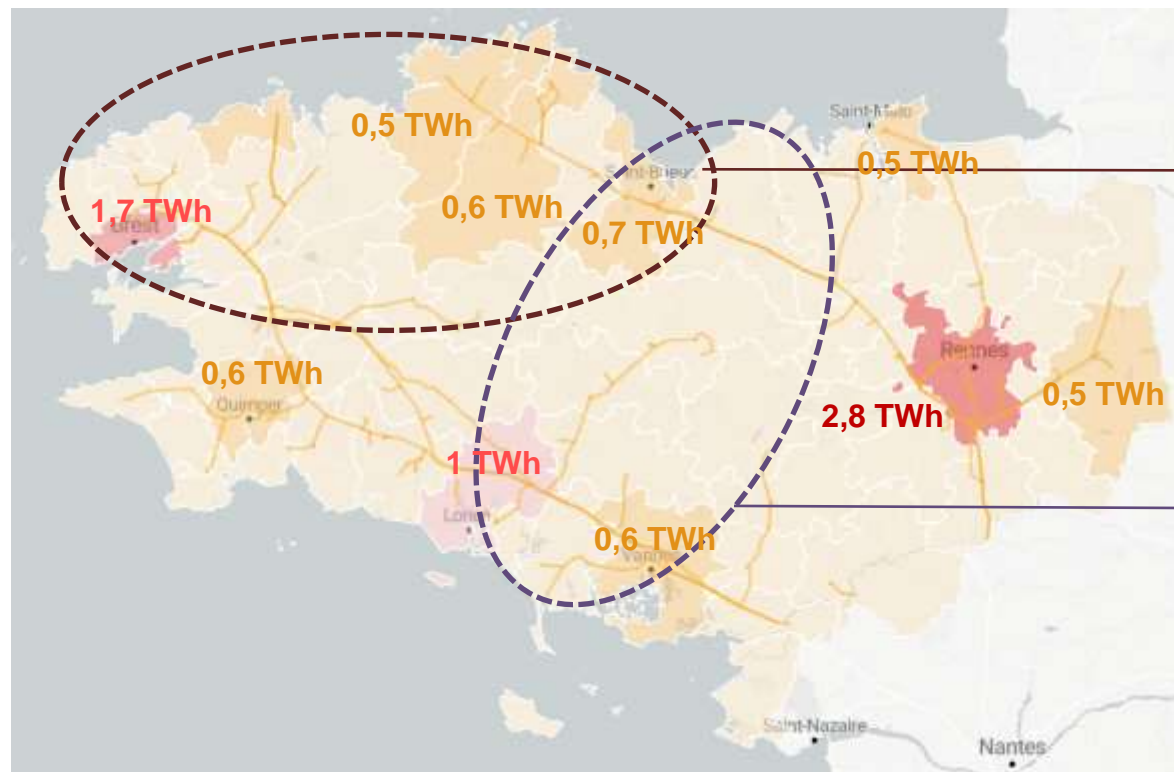 Saint-Malo
0,5 TWh
0,5 TWh
Saint-Brieuc
0,6 TWh
1,7 TWh
Brest
0,7 TWh
Rennes
0,6 TWh
Quimper
0,5 TWh
2,8 TWh
1 TWh
Lorient
0,6 TWh
Vannes
Saint-Nazaire
Nantes